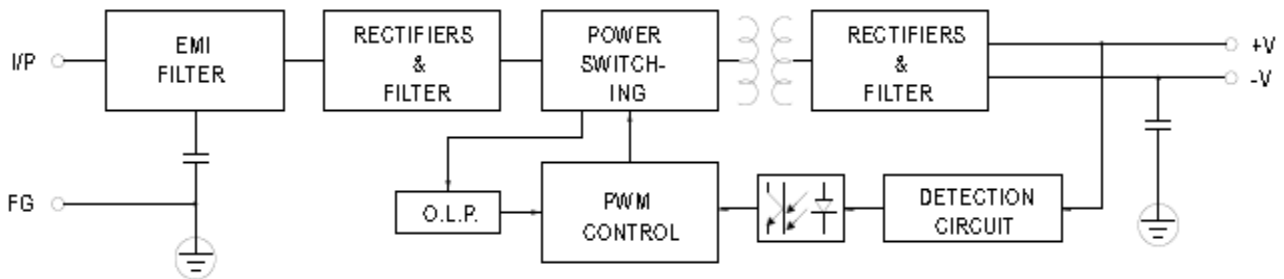 I/P
EMI
FILTER
RECTIFIERS
&
FILTER
POWER
SWITCH-
ING
RECTIFIERS
&
FILTER
+V
-V
FG
O.L.P.
PWM
CONTROL
DETECTION
CIRCUIT